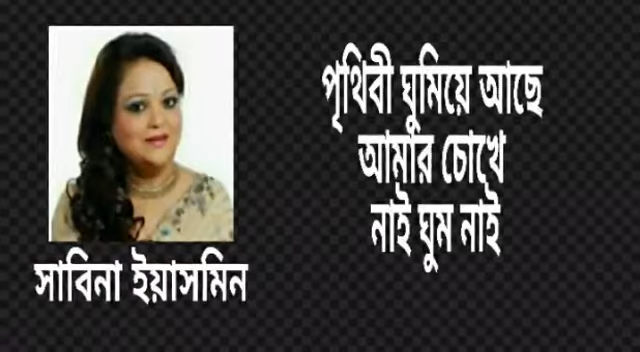 পৃথিবী ঘুমিয়ে আছে
আমার চোখে
নাই ঘুম নাই
সাবিনা ইয়াসমিন